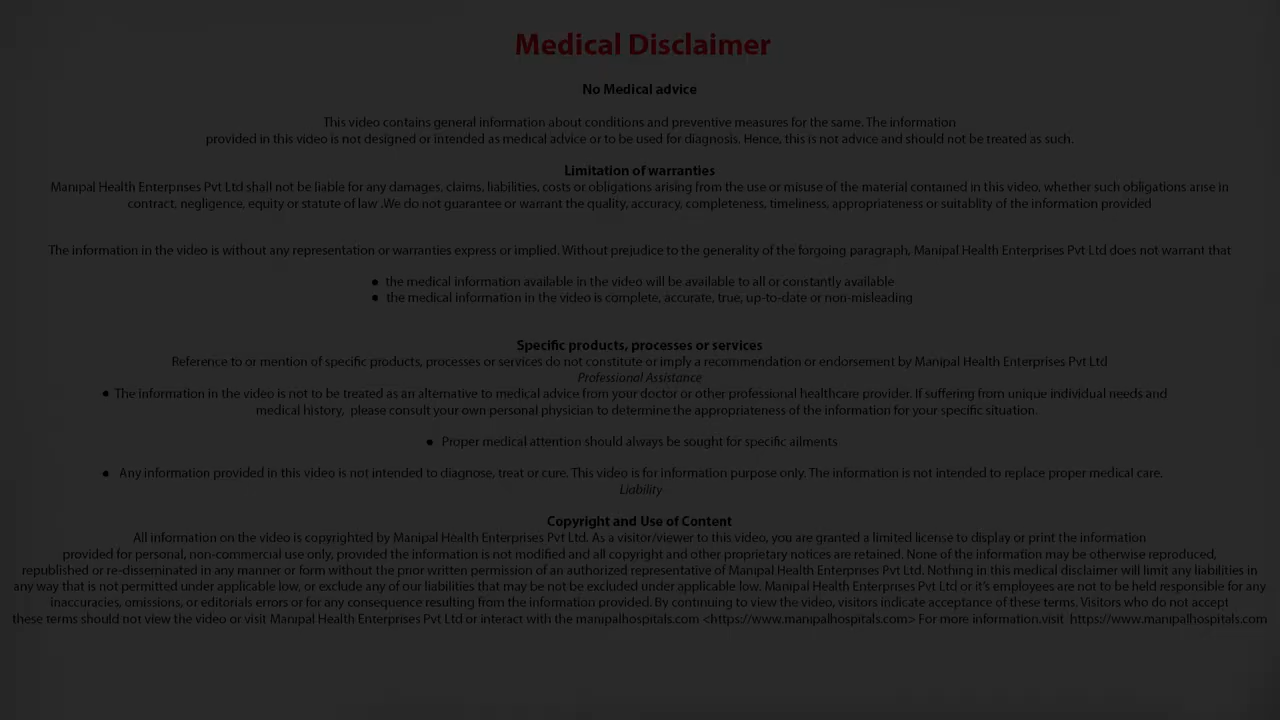 Medical Disclaimer
No Medical advice
This video contains general information about conditions and preventive measures for the same. The information
provided in this video is not designed or intended as medical advice or to be used for diagnosis. Hence, this is not advice and should not be treated as such.
Limitation of warranties
Manipal Health Enterprises Pvt Ltd shall not be liable for any damages, claims, liabilities, costs or obligations arising from the use or misuse of the material contained in this video, whether such obligations arise in
contract, negligence, equity or statute of law .We do not guarantee or warrant the quality, accuracy, completeness, timeliness, appropriateness or suitablity of the information provided
The information in the video is without any representation or warranties express or implied. Without prejudice to the generality of the forgoing paragraph, Manipal Health Enterprises Pvt Ltd does not warrant that
● the medical information available in the video will be available to all or constantly available
● the medical information in the video is complete, accurate, true, up-to-date or non-misleading
Specific products, processes or services
Reference to or mention of specific products, processes or services do not constitute or imply a recommendation or endorsement by Manipal Health Enterprises Pvt Ltd
Professional Assistance
● The information in the video is not to be treated as an alternative to medical advice from your doctor or other professional healthcare provider. If suffering from unique individual needs and
medical history, please consult your own personal physician to determine the appropriateness of the information for your specific situation.
● Proper medical attention should always be sought for specific ailments
● Any information provided in this video is not intended to diagnose, treat or cure. This video is for information purpose only. The information is not intended to replace proper medical care.
Liability
Copyright and Use of Content
All information on the video is copyrighted by Manipal Health Enterprises Pvt Ltd. As a visitor/viewer to this video, you are granted a limited license to display or print the information
provided for personal, non-commercial use only, provided the information is not modified and all copyright and other proprietary notices are retained. None of the information may be otherwise reproduced,
republished or re-disseminated in any manner or form without the prior written permission of an authorized representative of Manipal Health Enterprises Pvt Ltd. Nothing in this medical disclaimer will limit any liabilities in
any way that is not permitted under applicable low, or exclude any of our liabilities that may be not be excluded under applicable low. Manipal Health Enterprises Pvt Ltd or it's employees are not to be held responsible for any
inaccuracies, omissions, or editorials errors or for any consequence resulting from the information provided. By continuing to view the video, visitors indicate acceptance of these terms. Visitors who do not accept
these terms should not view the video or visit Manipal Health Enterprises Pvt Ltd or interact with the manipalhospitals.com <https://www.manipalhospitals.com> For more information.visit https://www.manipalhospitals.com